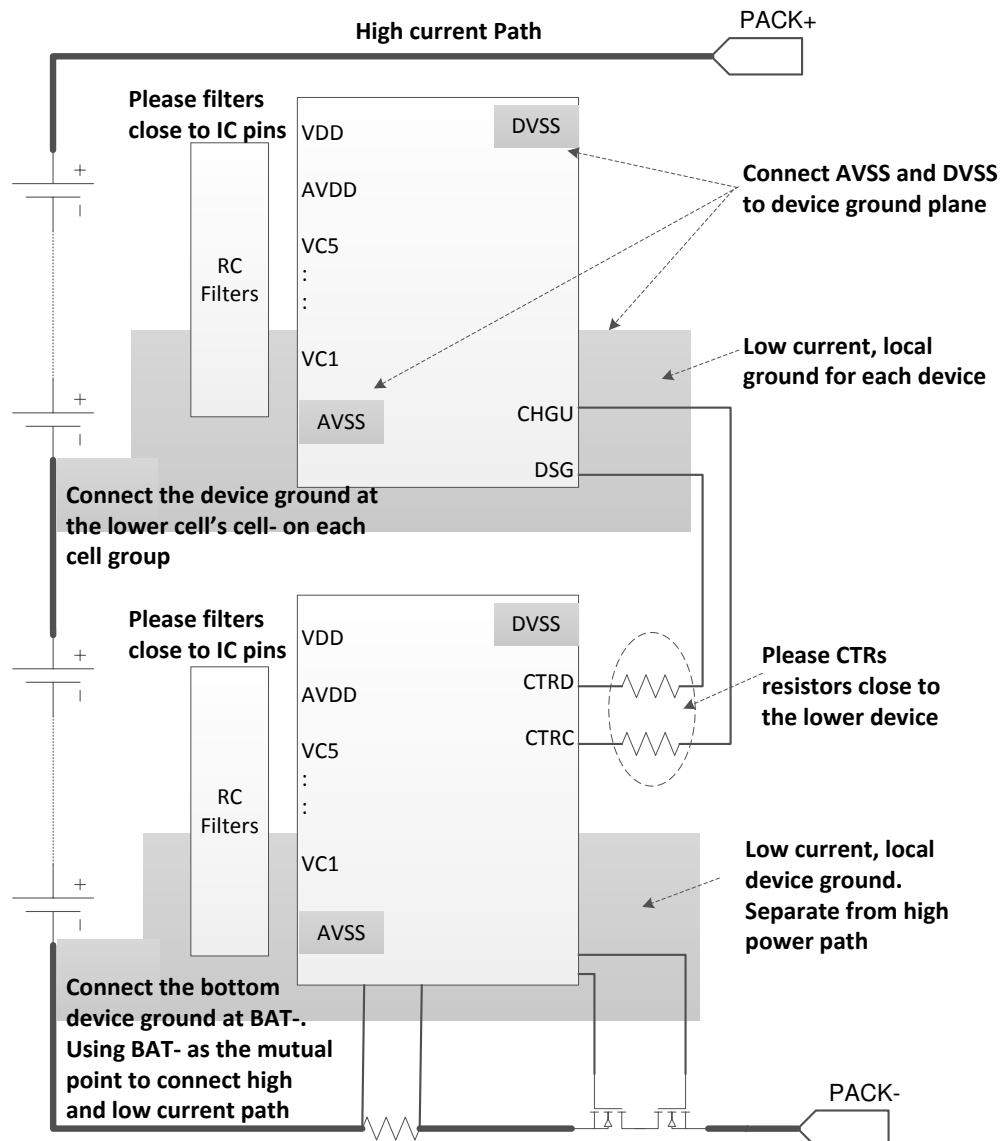 PACK+
High current Path
Please filters
close to IC pins
VDD
DVSS
AVDD
Connect AVSS and DVSS
to device ground plane
VC5
:
:
RC
Filters
VC1
Low current, local
ground for each device
AVSS
CHGU
DSG
+
–
+
–
Connect the device ground at
the lower cell's cell- on each
cell group
Please filters
close to IC pins
VDD
DVSS
AVDD
CTRD
Please CTRs
resistors close to
the lower device
CTRC
VC5
:
:
RC
Filters
VC1
Low current, local
device ground.
Separate from high
power path
AVSS
+
–
+
–
Connect the bottom
device ground at BAT-.
Using BAT- as the mutual
point to connect high
and low current path
PACK-